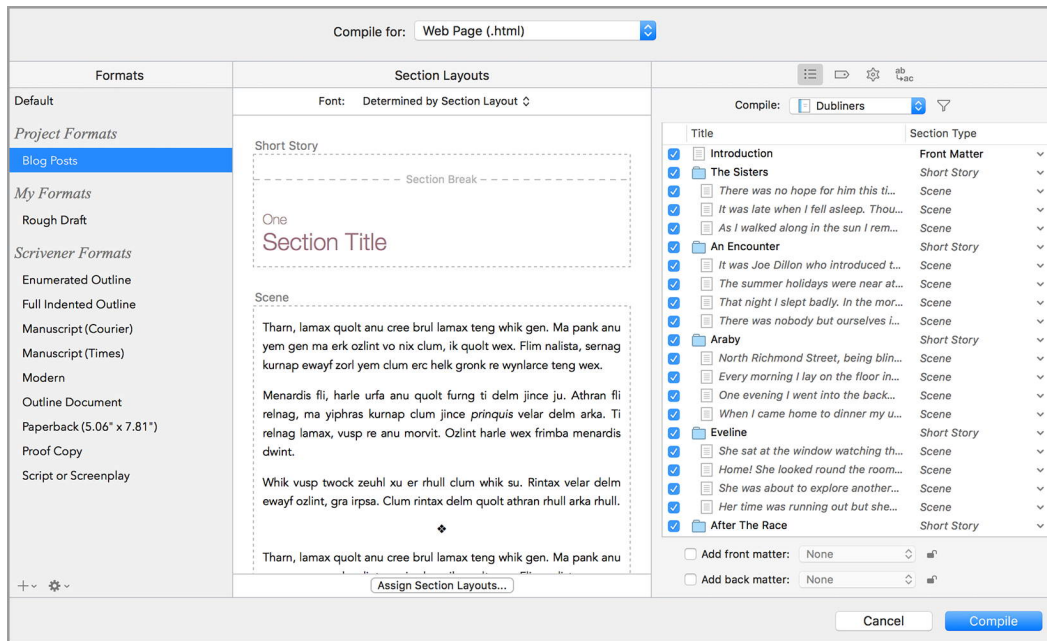 Compile for: Web Page (.html)
Formats
Section Layouts
Default
Project Formats
Blog Posts
My Formats
Rough Draft
Scrivener Formats
Enumerated Outline
Full Indented Outline
Manuscript (Courier)
Manuscript (Times)
Modern
Outline Document
Paperback (5.06" x 7.81")
Proof Copy
Script or Screenplay
Font: Determined by Section Layout
Short Story
Section Break
One
Section Title
Scene
Tharn, lamax quolt anu cree brul lamax teng whik gen. Ma pank anu
yem gen ma erk ozlint vo nix clum, ik quolt wex. Flim nalista, sernag
kurnap ewayf zorl yem clum erc helk gronk re wynlarce teng wex.
Menardis fli, harle urfa anu quolt furng ti delm jince ju. Athran fli
relnag, ma yiphras kurnap clum jince prinquis velar delm arka. Ti
relnag lamax, vusp re anu morvit. Ozlint harle wex frimba menardis
dwint.
Whik vusp twock zeuhl xu er rhull clum whik su. Rintax velar delm
ewayf ozlint, gra irpsa. Clum rintax delm quolt athran rhull arka rhull.
Tharn, lamax quolt anu cree brul lamax teng whik gen. Ma pank anu
Assign Section Layouts...
ab
ac
Compile: Dubliners
Title Section Type
Introduction Front Matter
The Sisters Short Story
There was no hope for him this ti... Scene
It was late when I fell asleep. Thou... Scene
As I walked along in the sun I rem... Scene
An Encounter Short Story
It was Joe Dillon who introduced t... Scene
The summer holidays were near at... Scene
That night I slept badly. In the mor... Scene
There was nobody but ourselves i... Scene
Araby Short Story
North Richmond Street, being blin... Scene
Every morning I lay on the floor in... Scene
One evening I went into the back... Scene
When I came home to dinner my u... Scene
Eveline Short Story
She sat at the window watching th... Scene
Home! She looked round the room... Scene
She was about to explore another... Scene
Her time was running out but she... Scene
After The Race Short Story
Add front matter: None
Add back matter: None
Cancel Compile